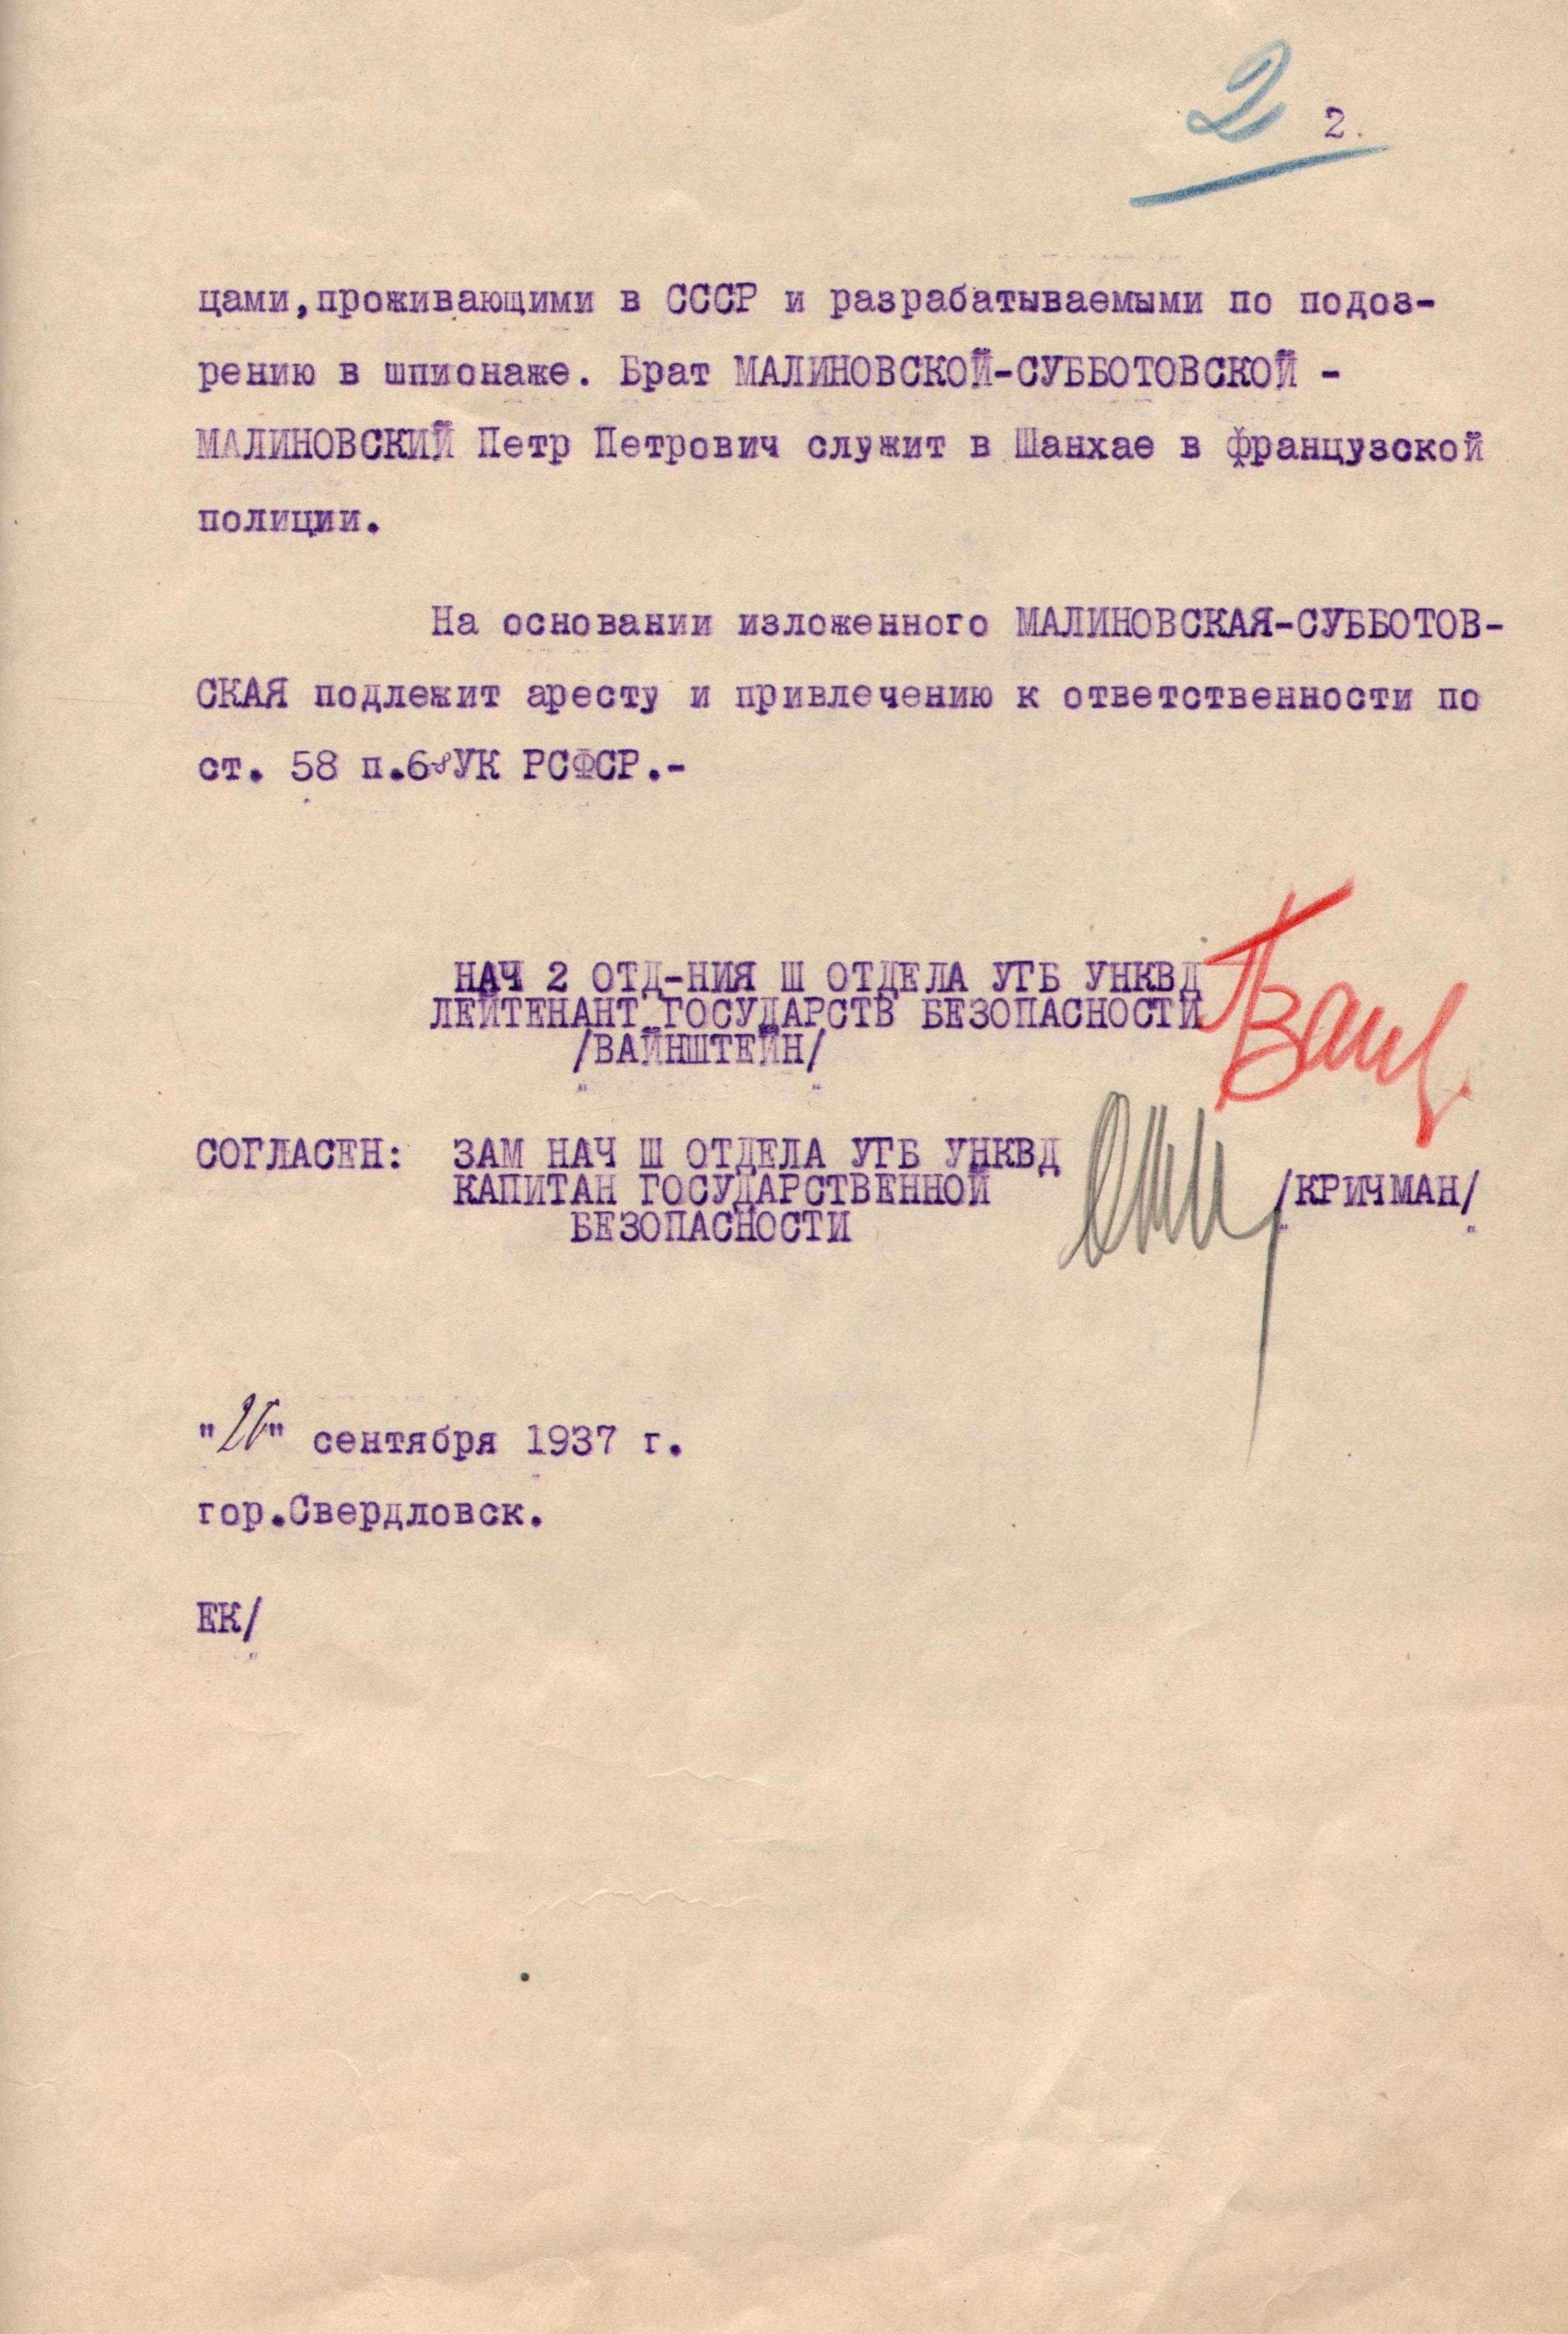 2
2.
цами,проживающими в СССР и разрабатываемыми по подоз-
рению в шпионаже. Брат МАЛИНОВСКОЙ-СУББОТОВСКОЙ -
МАЛИНОВСКИЙ Петр Петрович служит в Шанхае в французской
полиции.
На основании изложенного МАЛИНОВСКАЯ-СУББОТОВ-
СКАЯ подлежит аресту и привлечению к ответственности по
ст. 58 п.6 УК РСФСР.-
НАЧ 2 ОТД-НИЯ Ш ОТДЕЛА УГБ УНКВД
ЛЕЙТЕНАНТ ГОСУДАРСТВ БЕЗОПАСНОСТИ
/ВАЙНШТЕЙН/
СОГЛАСЕН: ЗАМ НАЧ Ш ОТДЕЛА УГБ УНКВД
КАПИТАН ГОСУДАРСТВЕННОЙ /КРИЧМАН/
БЕЗОПАСНОСТИ
" " сентября 1937 г.
гор.Свердловск.
ЕК/